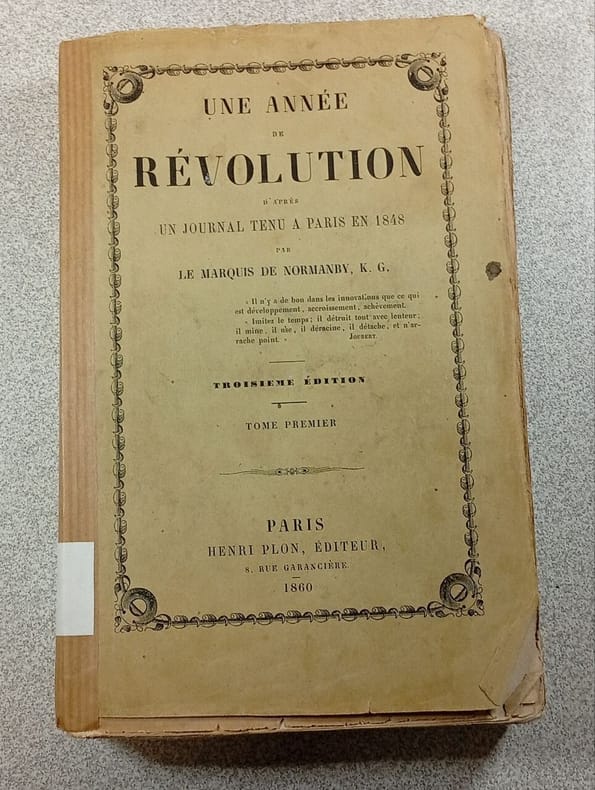 UNE ANNÉE
DE
RÉVOLUTION
D'APRÈS
UN JOURNAL TENU A PARIS EN 1848
PAR
LE MARQUIS DE NORMANBY, K. G.
« Il n'y a de bon dans les innovations que ce qui
est développement, accroissement, achèvement.
« Imitez le temps; il détruit tout avec lenteur;
il mine, il use, il déracine, il détache, et n'ar-
rache point. »
JOUBERT.
TROISIEME ÉDITION
TOME PREMIER
PARIS
HENRI PLON, ÉDITEUR,
8, RUE GARANCIÈRE.
1860